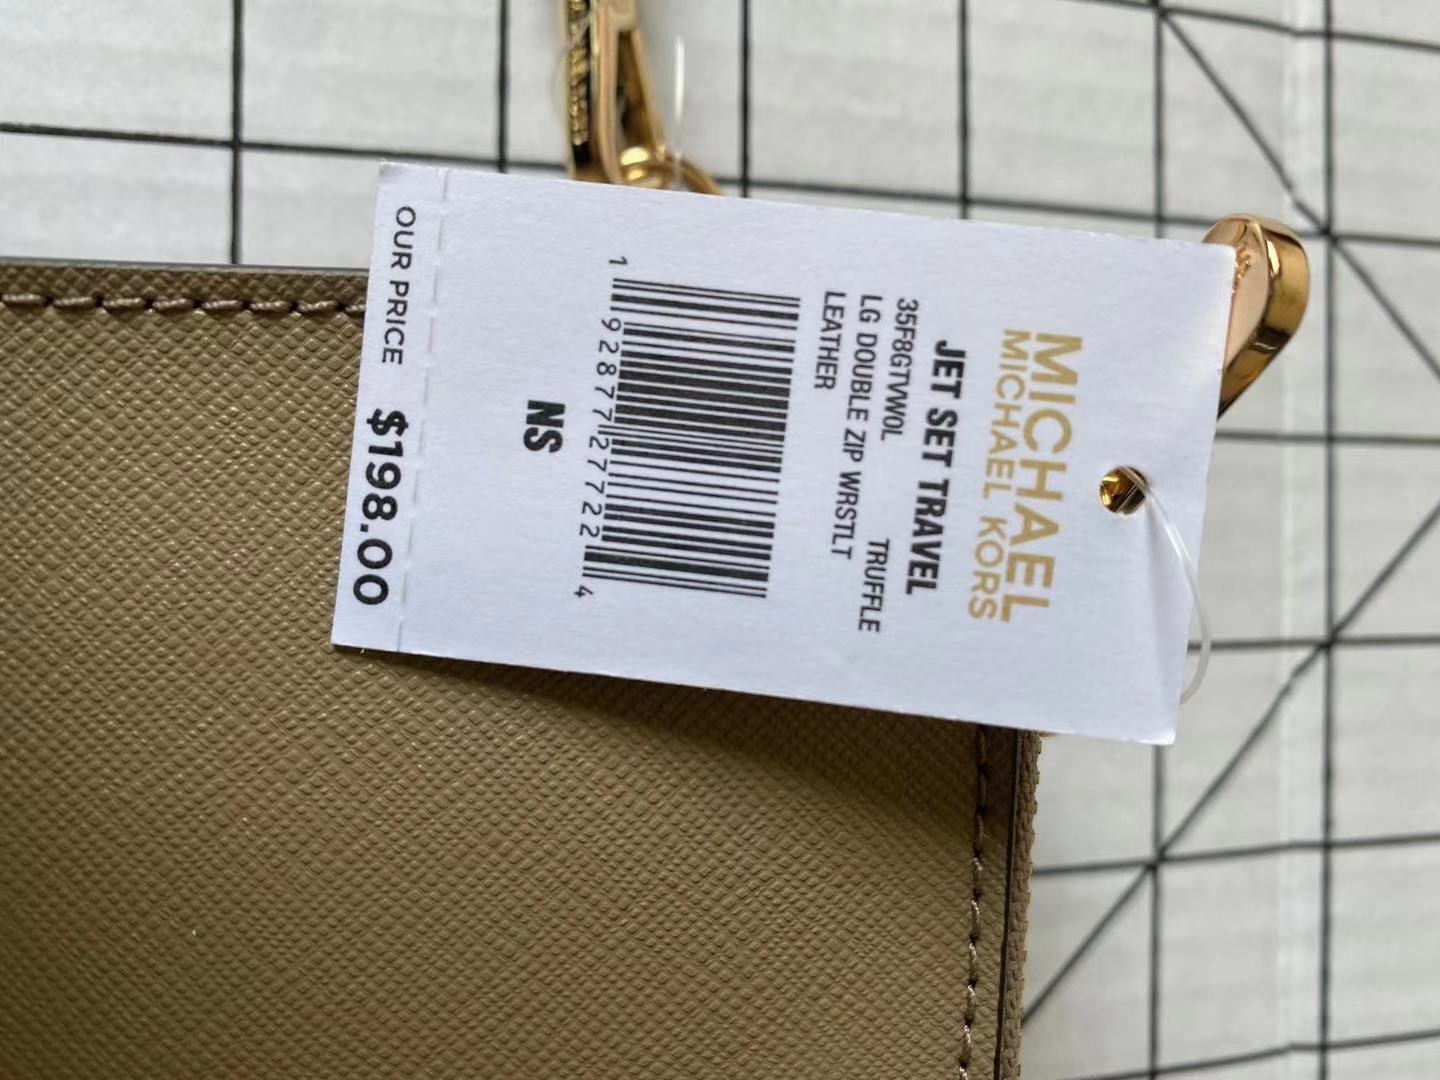 MICHAEL
MICHAEL KORS
JET SET TRAVEL
35F8GTVW0L
LG DOUBLE ZIP WRSTLT TRUFFLE
LEATHER
1 92877 27722 4
NS
OUR PRICE $198.00